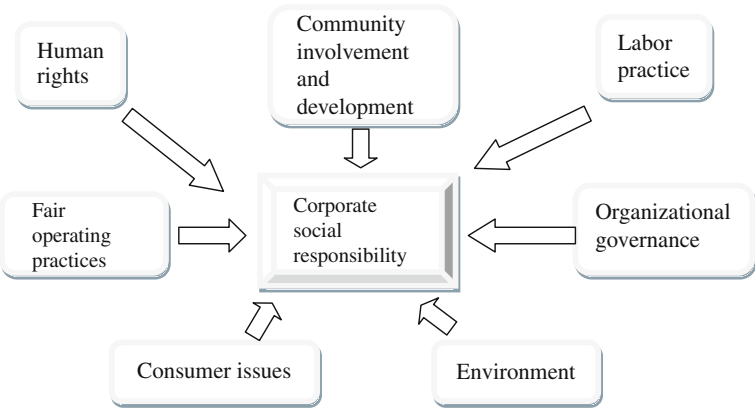 Human
rights
Community
involvement
and
development
Labor
practice
Fair
operating
practices
Corporate
social
responsibility
Organizational
governance
Consumer issues
Environment